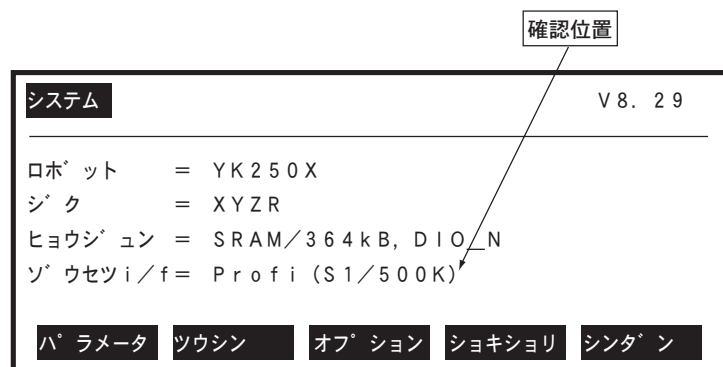 確認位置
システム V8.29
ロボット = YK250X
ジク = XYZR
ヒョウジュン = SRAM/364kB, DIO_N
ゾウセツi/f= Profi(S1/500K)
パラメータ ツウシン オプション ショキショリ シンダン